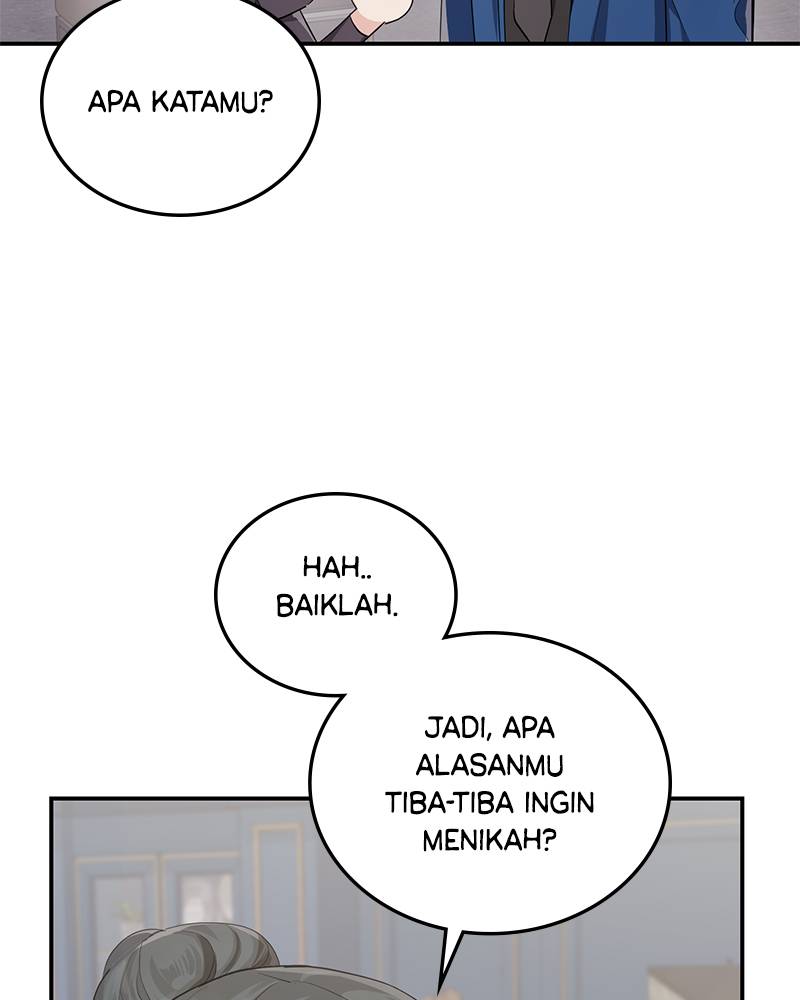 APA KATAMU?
HAH..
BAIKLAH.
JADI, APA
ALASANMU
TIBA-TIBA INGIN
MENIKAH?